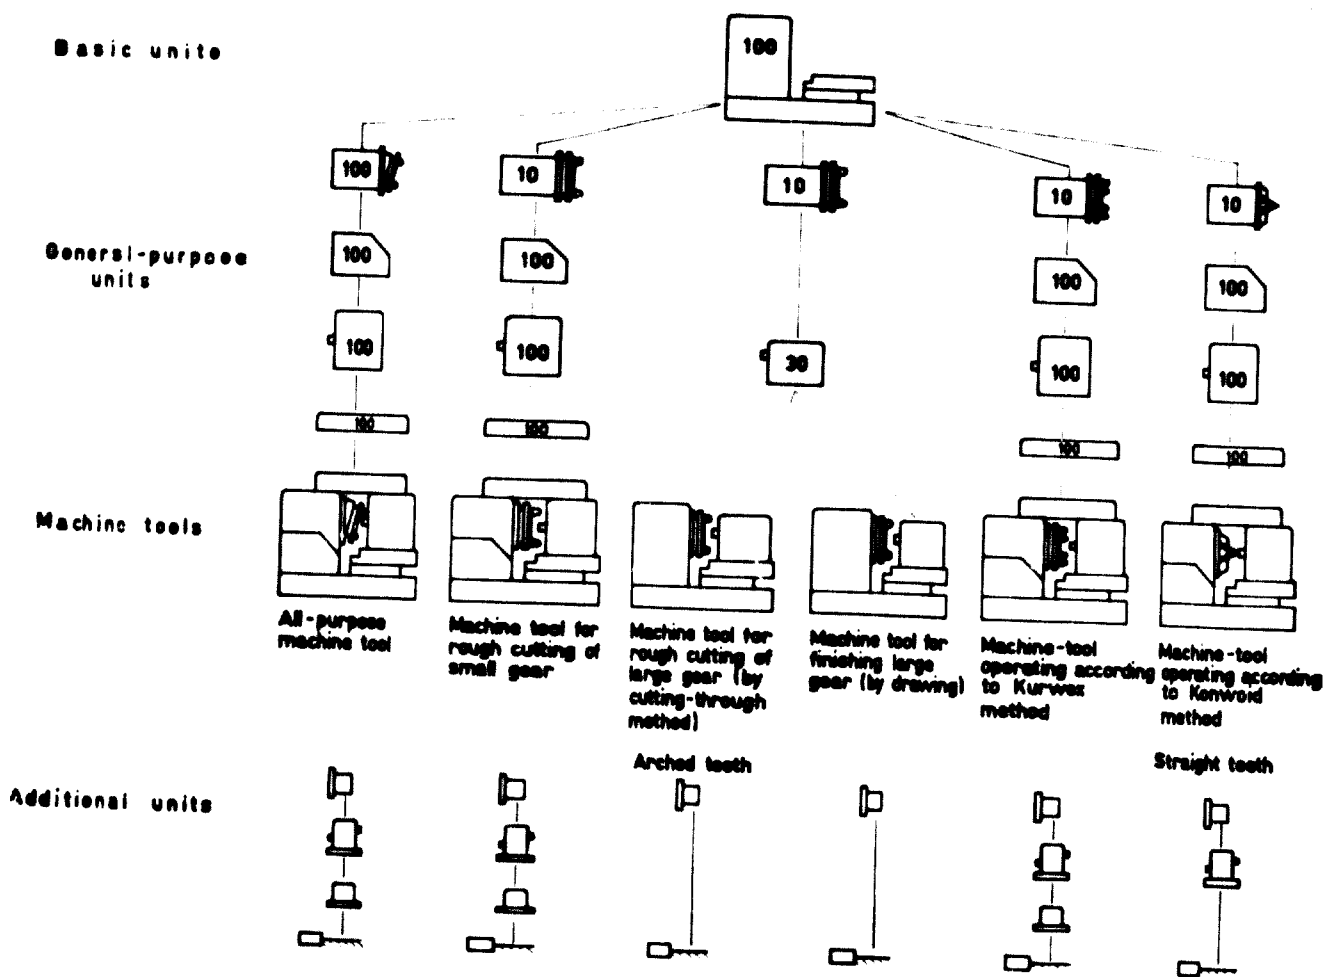 Basic units
100
100
10
10
10
10
General-purpose
units
100
100
100
100
100
100
30
100
100
100
100
100
100
Machine tools
All-purpose
machine tool
Machine tool for
rough cutting of
small gear
Machine tool for
rough cutting of
large gear (by
cutting-through
method)
Machine tool for
finishing large
gear (by drawing)
Machine-tool
operating according
to Kurwex
method
Machine-tool
operating according
to Konwoid
method
Arched teeth
Straight teeth
Additional units